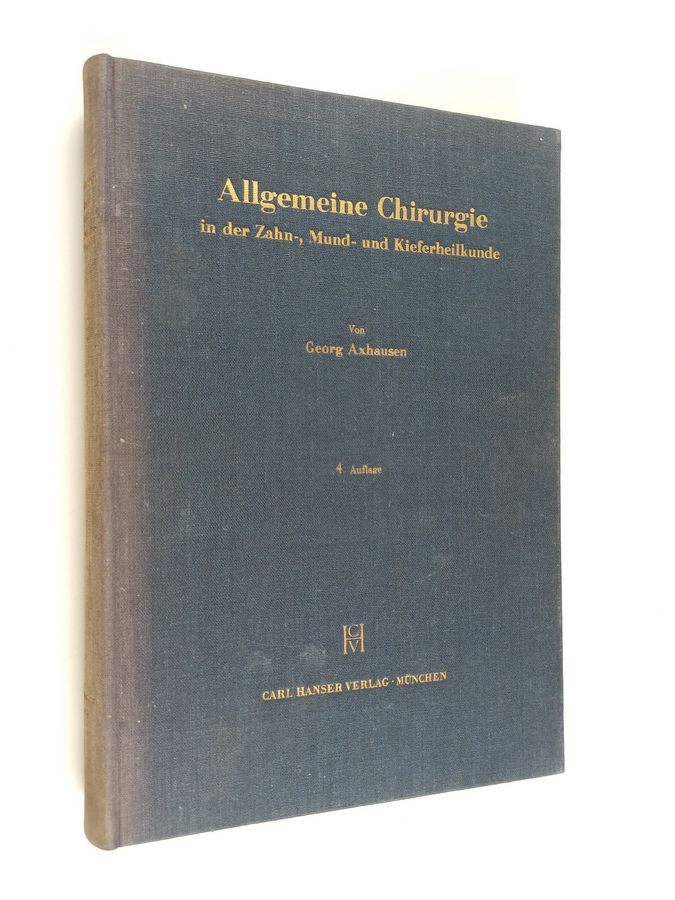 Allgemeine Chirurgie
in der Zahn-, Mund- und Kieferheilkunde
Von
Georg Axhausen
4 Auflage
CHV
CARL HANSER VERLAG · MÜNCHEN